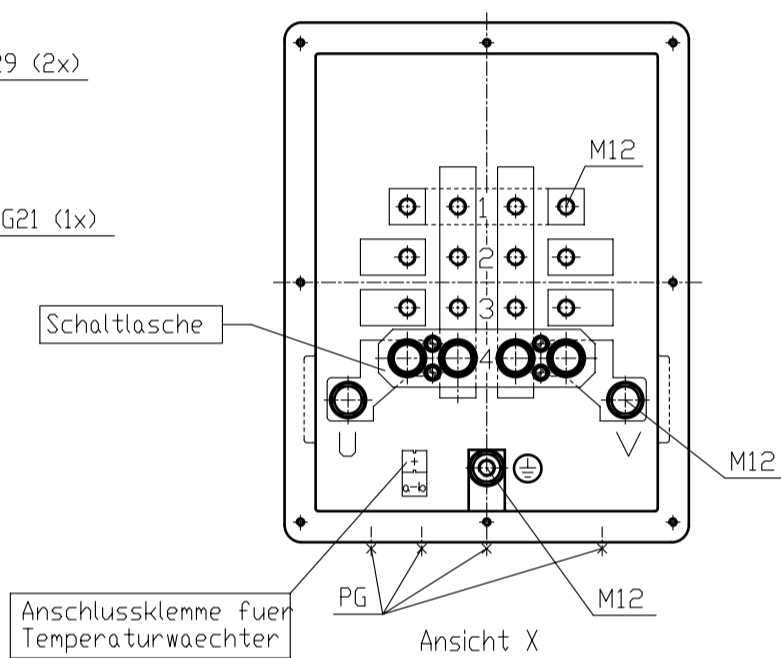 29 (2x)
M12
G21 (1x)
1
2
3
Schaltlasche
4
U
V
M12
+
a-b
PG
M12
Anschlussklemme fuer
Temperaturwaechter
Ansicht X